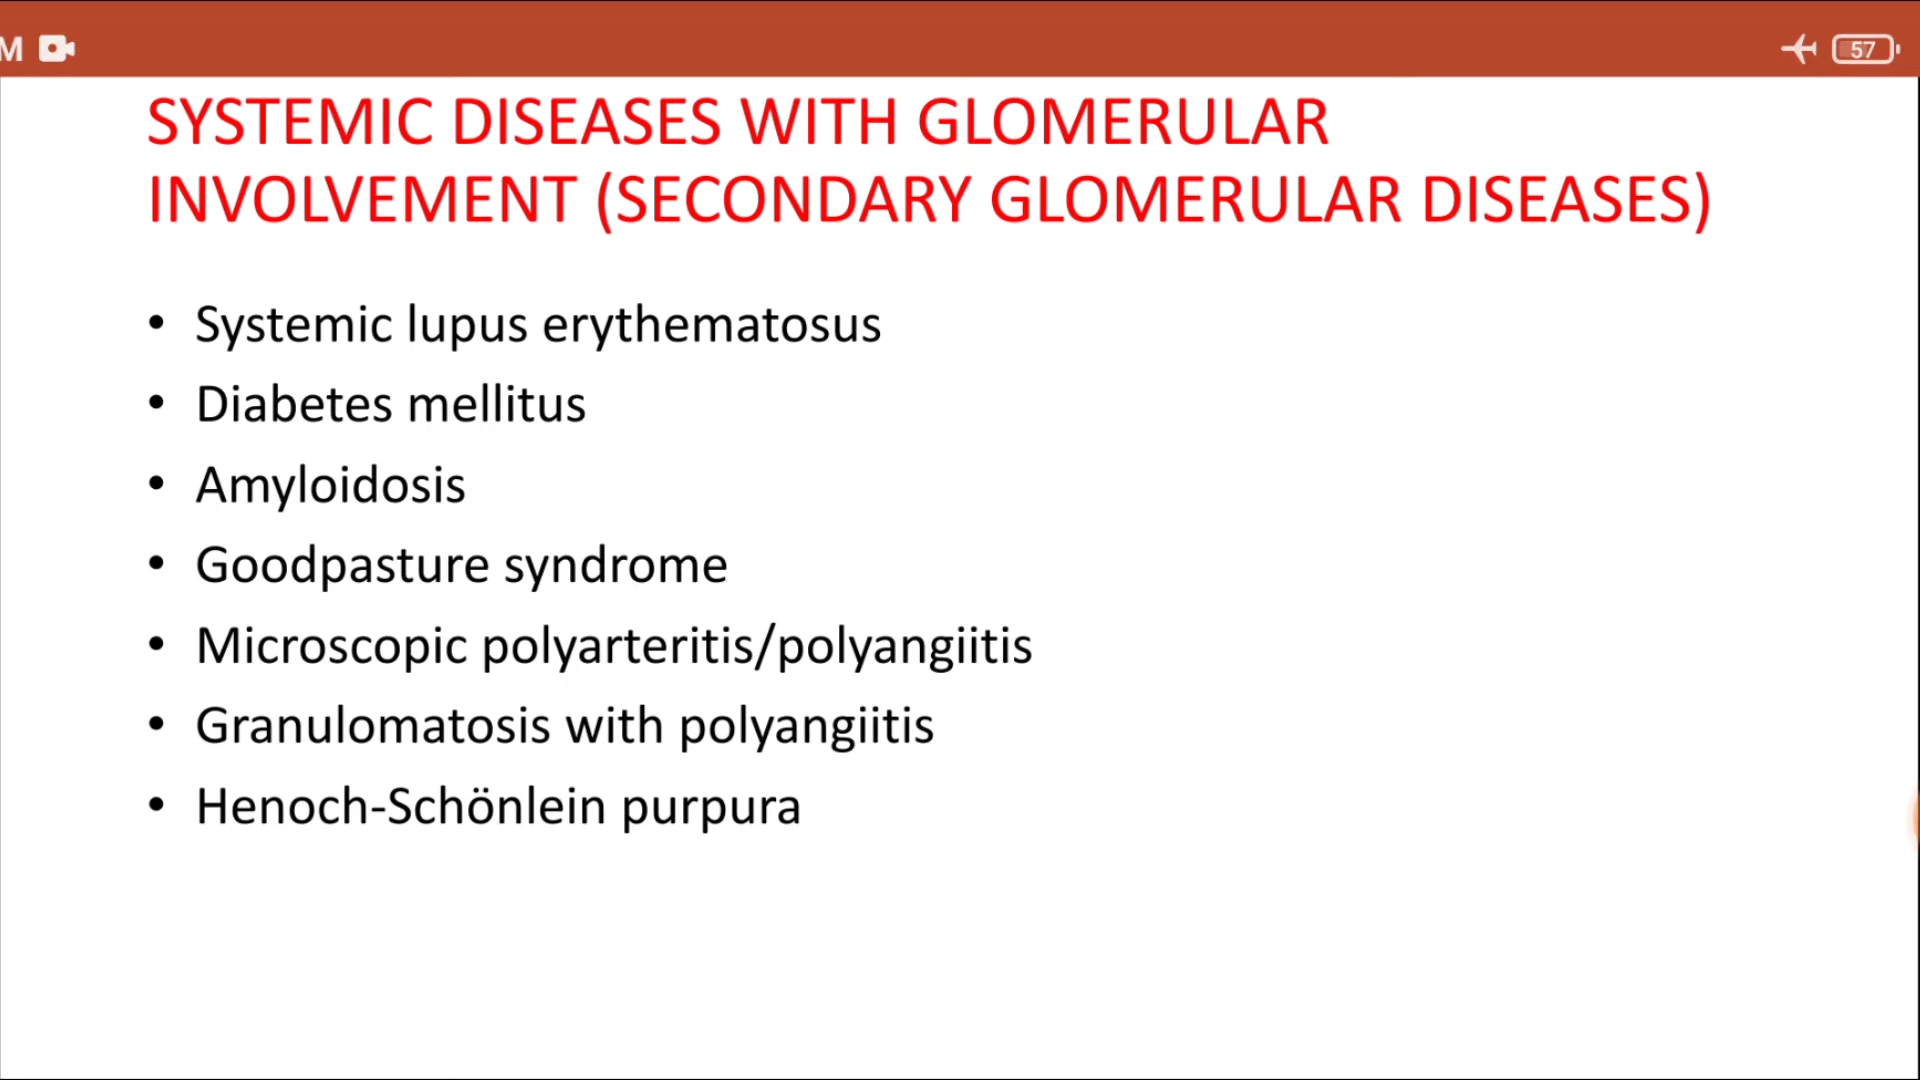 M
57
SYSTEMIC DISEASES WITH GLOMERULAR
INVOLVEMENT (SECONDARY GLOMERULAR DISEASES)
• Systemic lupus erythematosus
• Diabetes mellitus
• Amyloidosis
• Goodpasture syndrome
• Microscopic polyarteritis/polyangiitis
• Granulomatosis with polyangiitis
• Henoch-Schönlein purpura